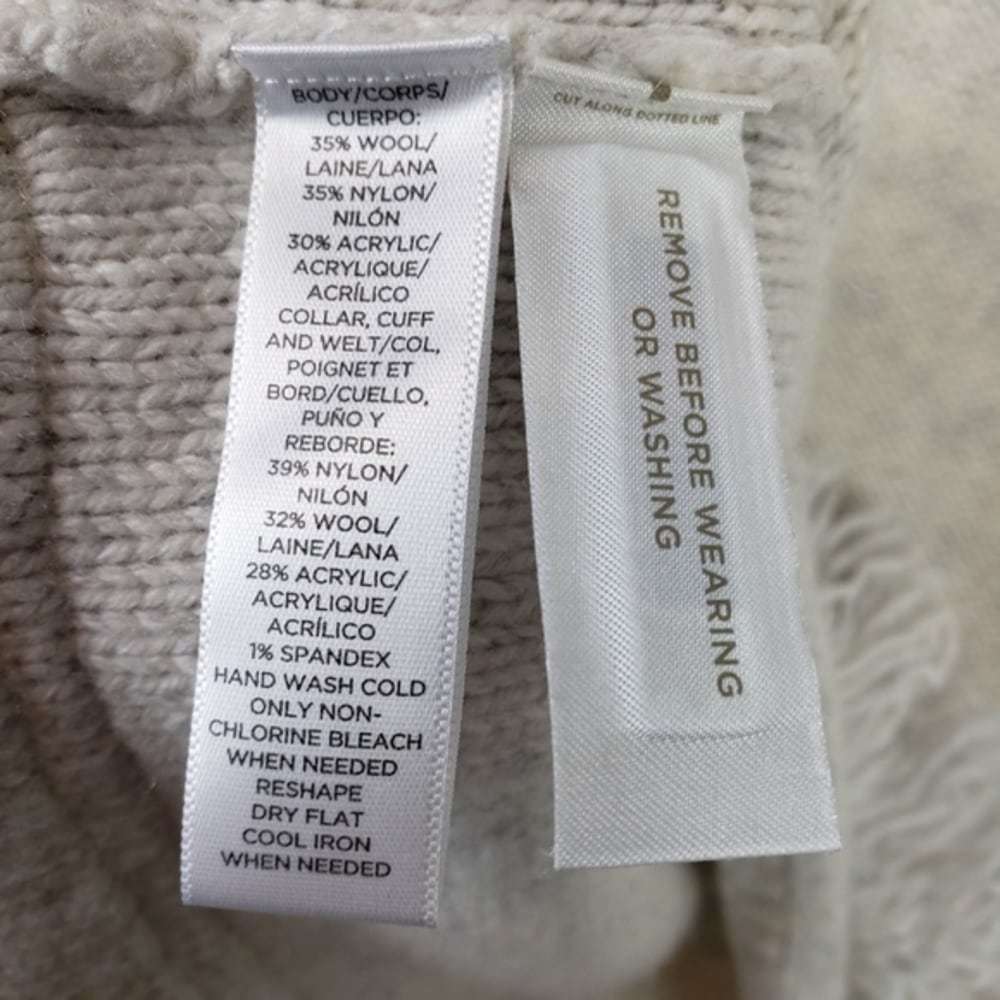 BODY/CORPS/
CUERPO:
35% WOOL/
LAINE/LANA
35% NYLON/
NILÓN
30% ACRYLIC/
ACRYLIQUE/
ACRÍLICO
COLLAR, CUFF
AND WELT/COL,
POIGNET ET
BORD/CUELLO,
PUÑO Y
REBORDE:
39% NYLON/
NILÓN
32% WOOL/
LAINE/LANA
28% ACRYLIC/
ACRYLIQUE/
ACRÍLICO
1% SPANDEX
HAND WASH COLD
ONLY NON-
CHLORINE BLEACH
WHEN NEEDED
RESHAPE
DRY FLAT
COOL IRON
WHEN NEEDED
CUT ALONG DOTTED LINE
REMOVE BEFORE WEARING
OR WASHING